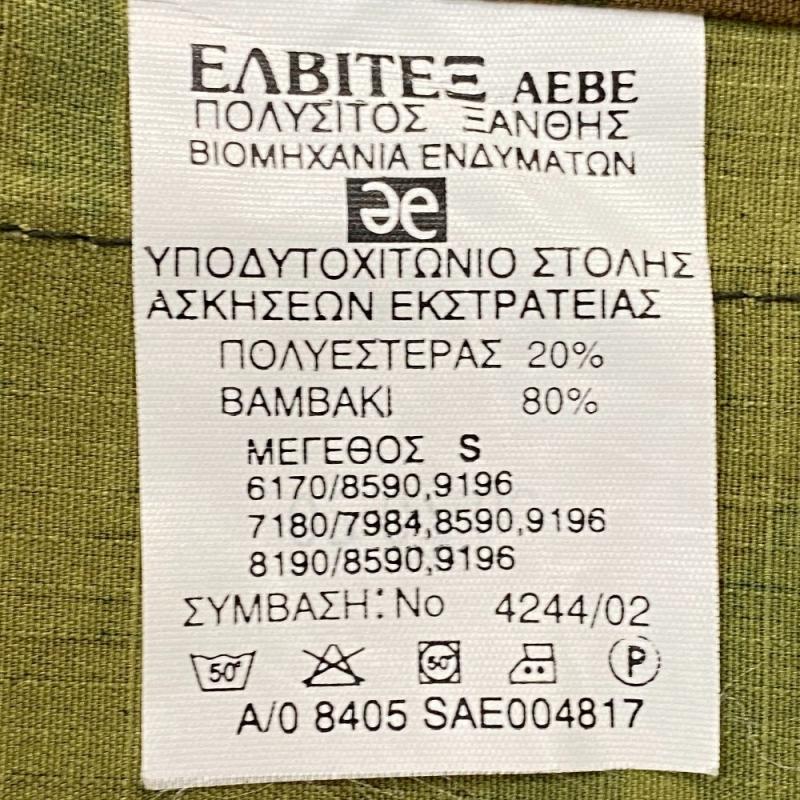 ΕΛΒΙΤΕΞ ΑΕΒΕ
ΠΟΛΥΣΙΤΟΣ ΞΑΝΘΗΣ
ΒΙΟΜΗΧΑΝΙΑ ΕΝΔΥΜΑΤΩΝ
əe
ΥΠΟΔΥΤΟΧΙΤΩΝΙΟ ΣΤΟΛΗΣ
ΑΣΚΗΣΕΩΝ ΕΚΣΤΡΑΤΕΙΑΣ
ΠΟΛΥΕΣΤΕΡΑΣ 20%
ΒΑΜΒΑΚΙ 80%
ΜΕΓΕΘΟΣ S
6170/8590,9196
7180/7984,8590,9196
8190/8590,9196
ΣΥΜΒΑΣΗ: Νο 4244/02
50° 50° P
A/0 8405 SAE004817